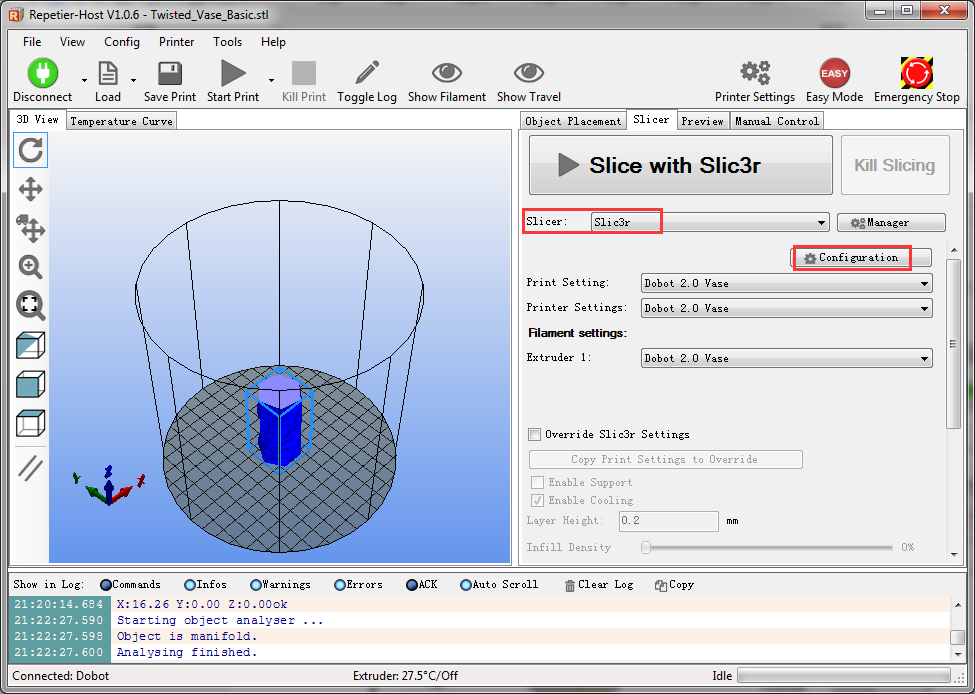 Repetier-Host V1.0.6 - Twisted_Vase_Basic.stl
File View Config Printer Tools Help
Disconnect Load Save Print Start Print Kill Print Toggle Log Show Filament Show Travel Printer Settings EASY Easy Mode Emergency Stop
3D View Temperature Curve
Object Placement Slicer Preview Manual Control
Slice with Slic3r Kill Slicing
Slicer: Slic3r Manager
Configuration
Print Setting: Dobot 2.0 Vase
Printer Settings: Dobot 2.0 Vase
Filament settings:
Extruder 1: Dobot 2.0 Vase
Override Slic3r Settings
Copy Print Settings to Override
Enable Support
Enable Cooling
Layer Height: 0.2 mm
Infill Density 0%
Y Z X
Show in Log: Commands Infos Warnings Errors ACK Auto Scroll Clear Log Copy
21:20:14.684 X:16.26 Y:0.00 Z:0.00ok
21:22:27.590 Starting object analyser ...
21:22:27.598 Object is manifold.
21:22:27.600 Analysing finished.
Connected: Dobot Extruder: 27.5°C/Off Idle